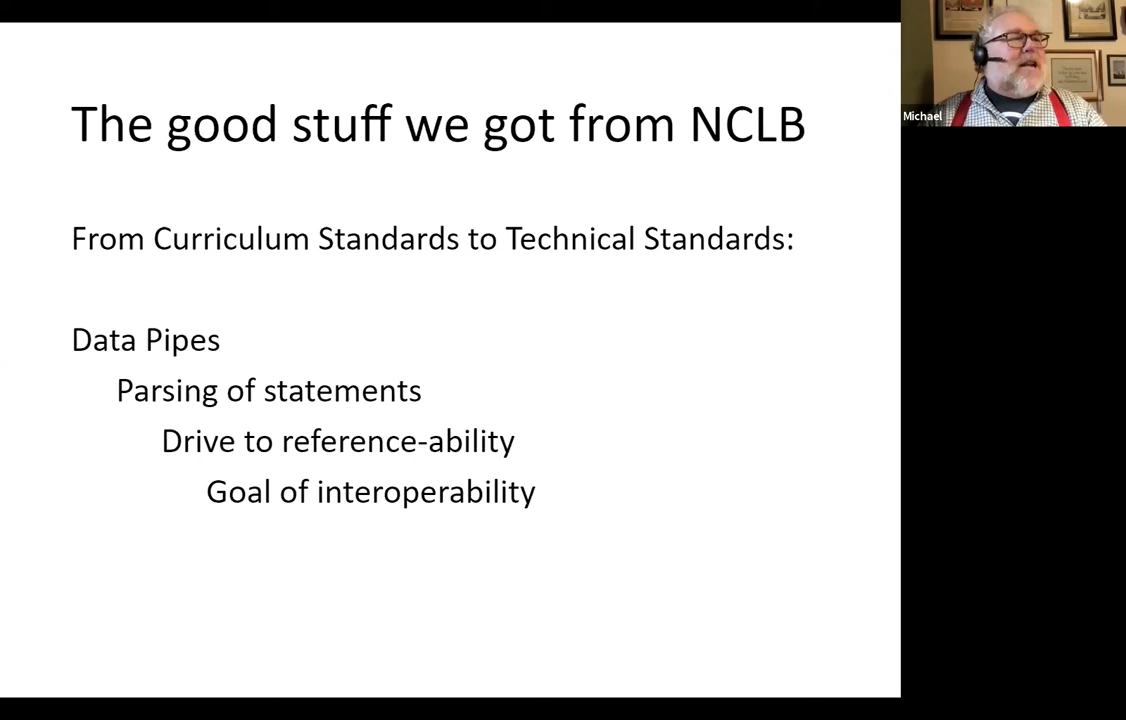 The good stuff we got from NCLB
From Curriculum Standards to Technical Standards:
Data Pipes
Parsing of statements
Drive to reference-ability
Goal of interoperability
Michael